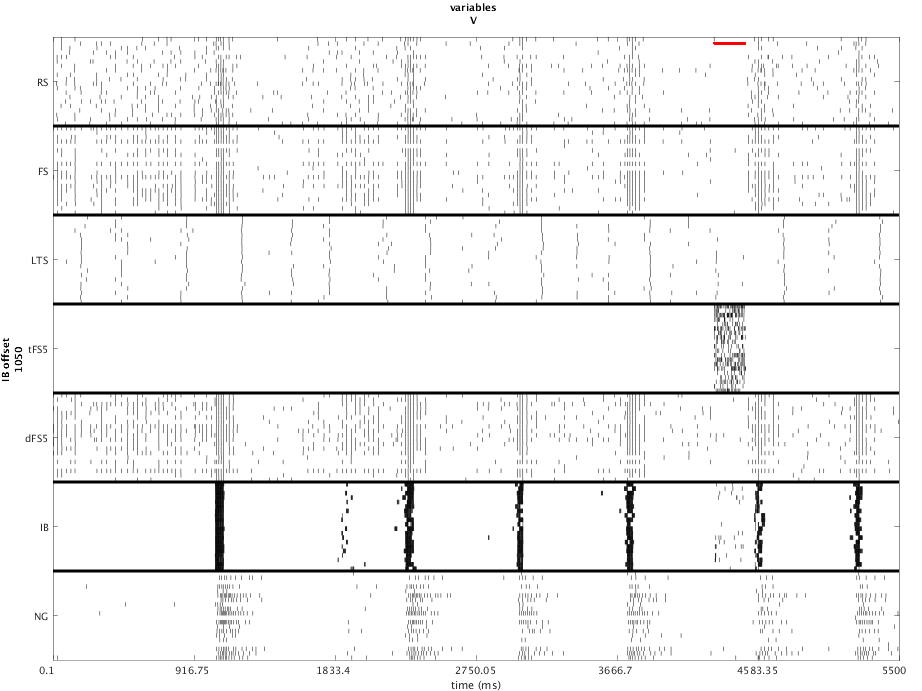 variables
V
RS
FS
LTS
tFS5
dFS5
IB
NG
IB offset
1050
0.1 916.75 1833.4 2750.05 3666.7 4583.35 5500
time (ms)